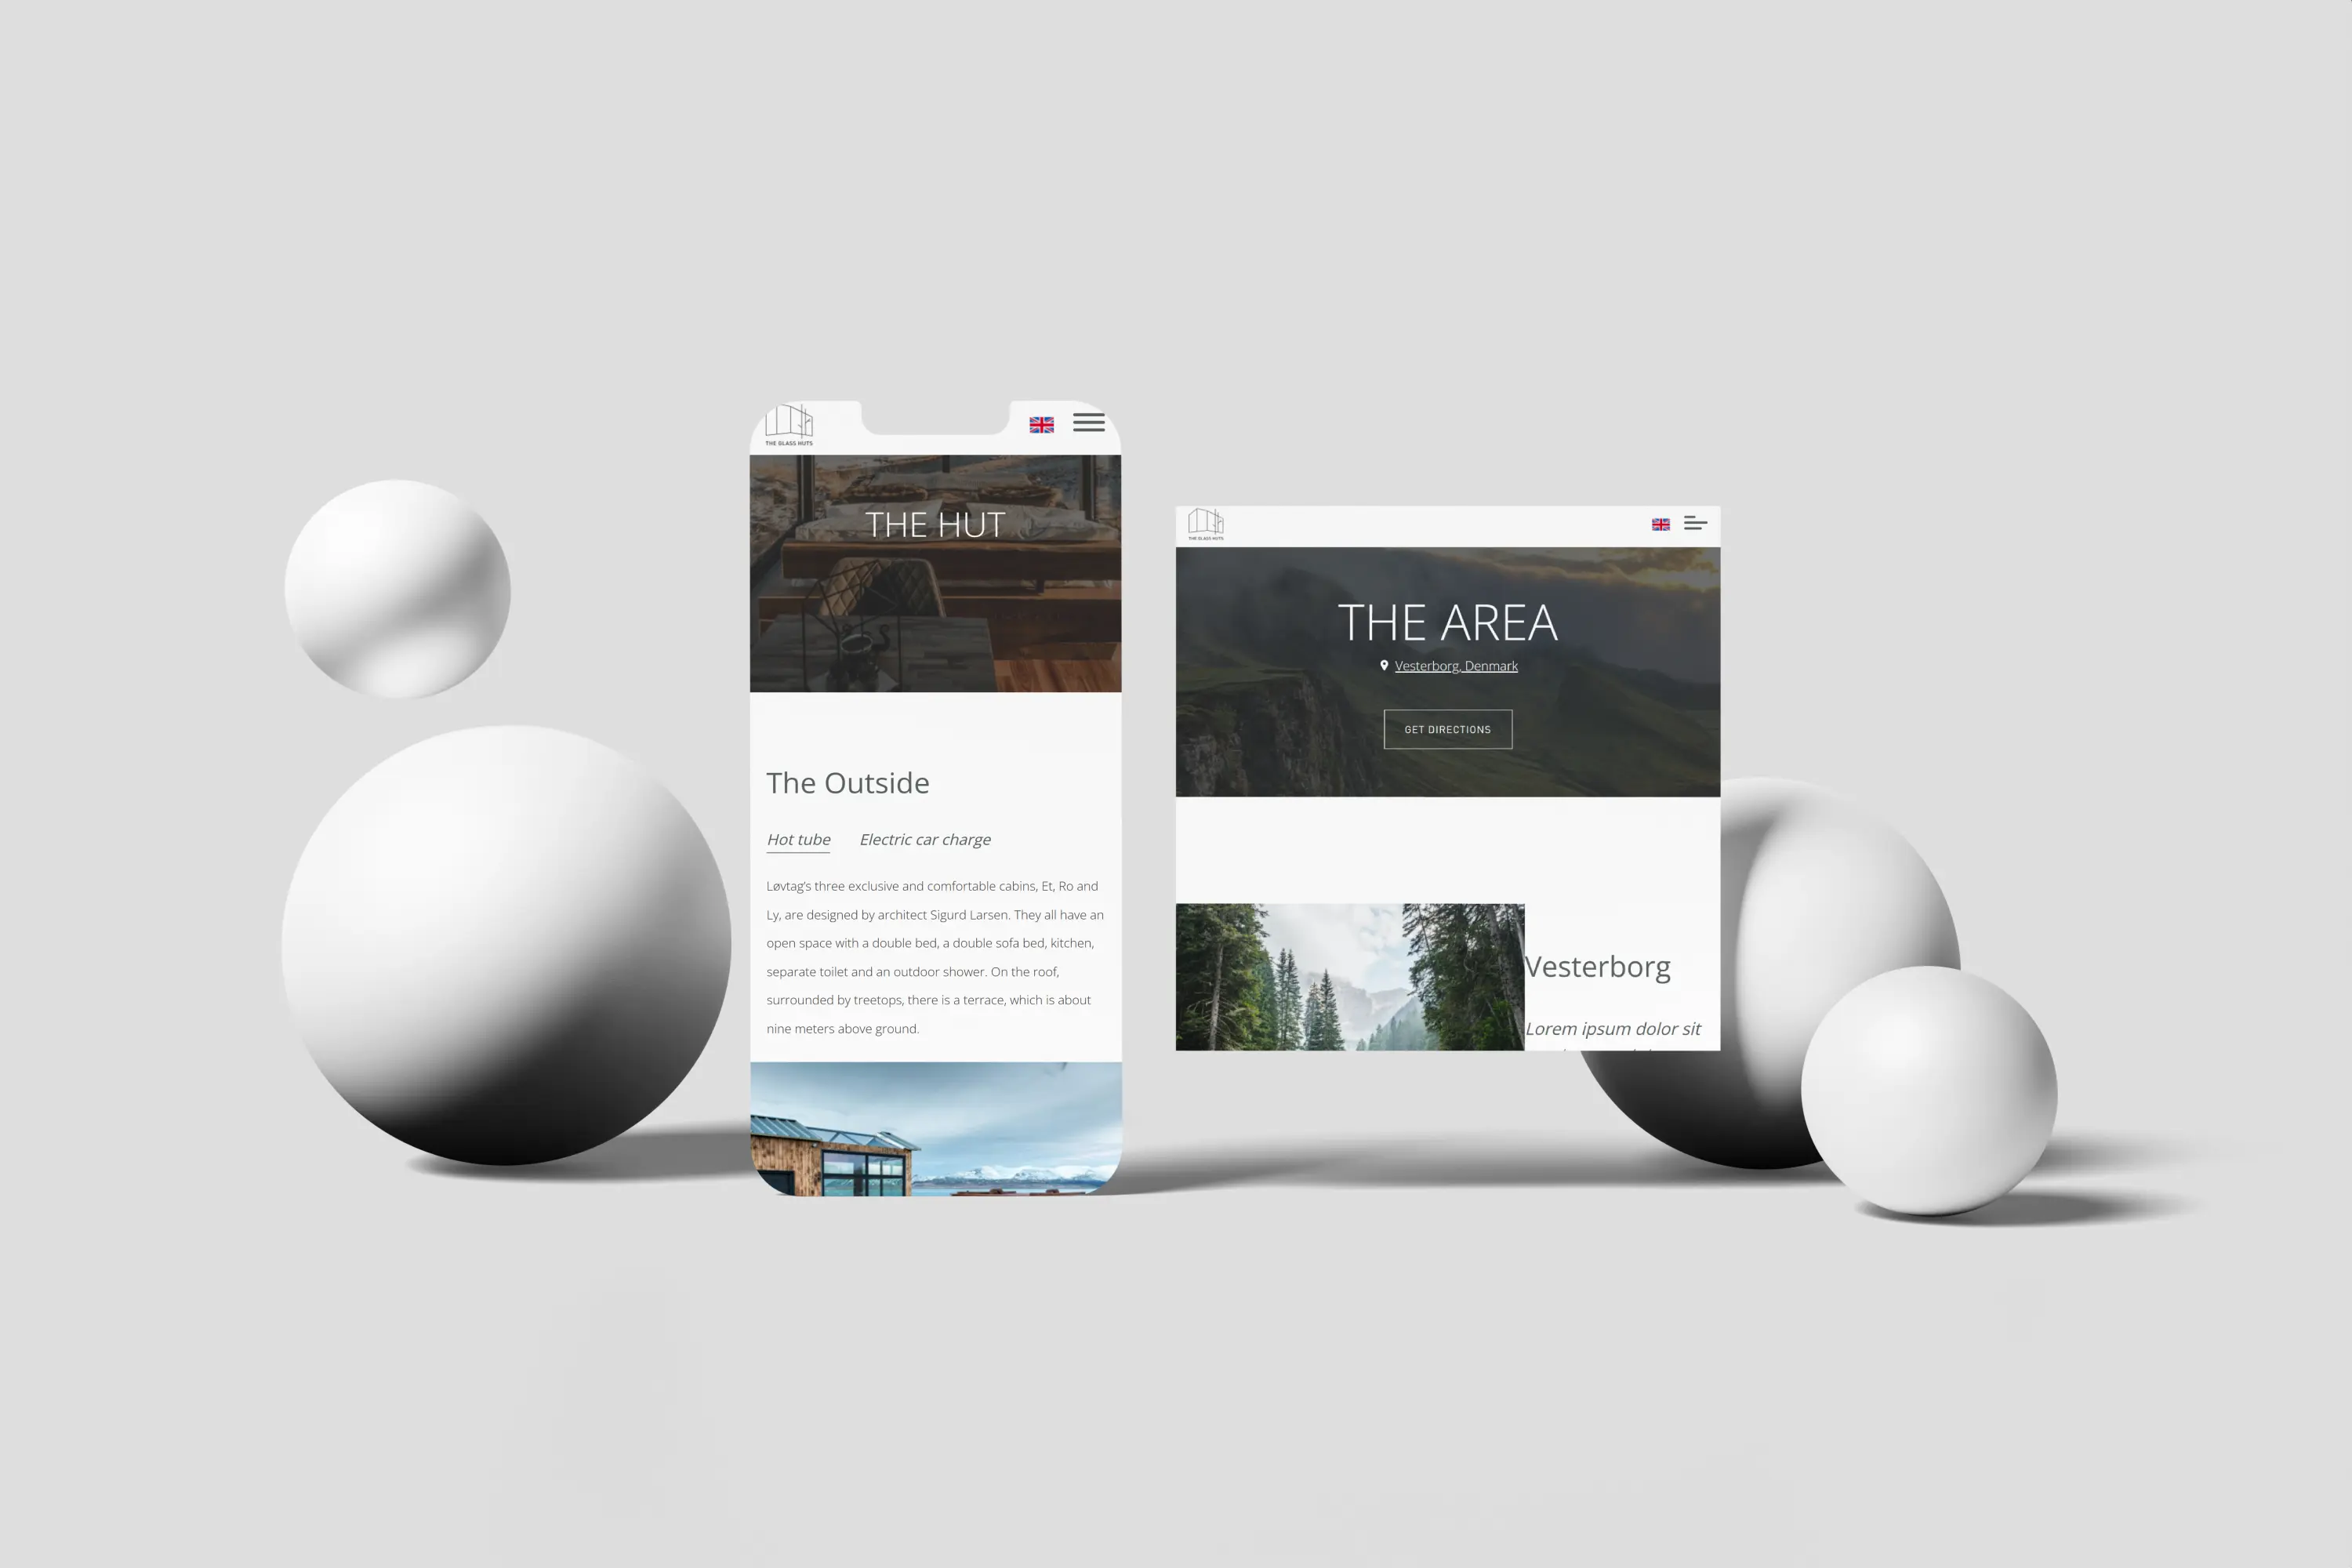 THE GLASS HUTS
THE HUT
The Outside
Hot tube Electric car charge
Løvtag's three exclusive and comfortable cabins, Et, Ro and
Ly, are designed by architect Sigurd Larsen. They all have an
open space with a double bed, a double sofa bed, kitchen,
separate toilet and an outdoor shower. On the roof,
surrounded by treetops, there is a terrace, which is about
nine meters above ground.
THE GLASS HUTS
THE AREA
Vesterborg, Denmark
GET DIRECTIONS
Vesterborg
Lorem ipsum dolor sit